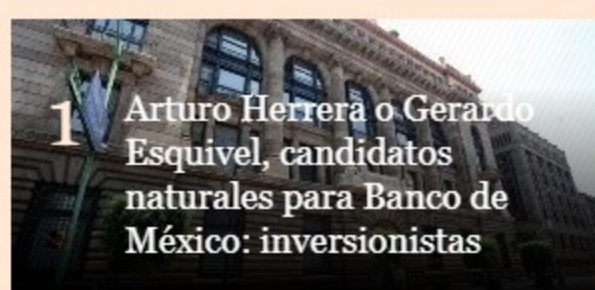 1
Arturo Herrera o Gerardo
Esquivel, candidatos
naturales para Banco de
México: inversionistas